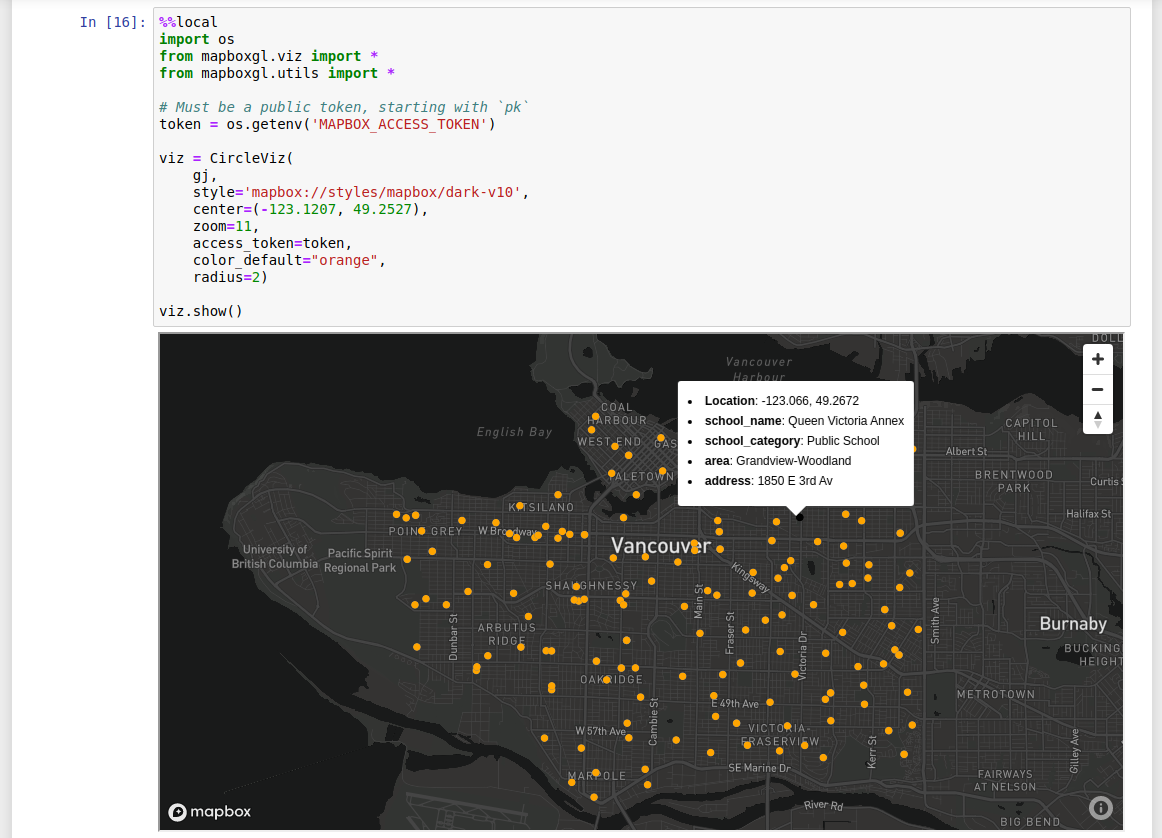 In [16]:
%%local
import os
from mapboxgl.viz import *
from mapboxgl.utils import *
# Must be a public token, starting with `pk`
token = os.getenv('MAPBOX_ACCESS_TOKEN')
viz = CircleViz(
    gj,
    style='mapbox://styles/mapbox/dark-v10',
    center=(-123.1207, 49.2527),
    zoom=11,
    access_token=token,
    color_default="orange",
    radius=2)
viz.show()
DOLL
Vancouver
Harbour
+
−
• Location: -123.066, 49.2672
• school_name: Queen Victoria Annex
• school_category: Public School
• area: Grandview-Woodland
• address: 1850 E 3rd Av
COAL
HARBOUR
English Bay
WEST END
GAS
CAPITOL
HILL
Albert St
YALETOWN
BRENTWOOD
PARK
Curtis S
KITSILANO
Halifax St
POINT GREY
W Broadway
Vancouver
University of
British Columbia
Pacific Spirit
Regional Park
Kingsway
SHAUGHNESSY
Main St
Fraser St
Smith Ave
Dunbar St
ARBUTUS
RIDGE
Victoria Dr
Burnaby
BUCKING
HEIGHT
OAKRIDGE
METROTOWN
Cambie St
E 49th Ave
W 57th Ave
VICTORIA-
FRASERVIEW
Kerr St
Gilley Ave
MARPOLE
SE Marine Dr
FAIRWAYS
AT NELSON
River Rd
mapbox
BIG BEND